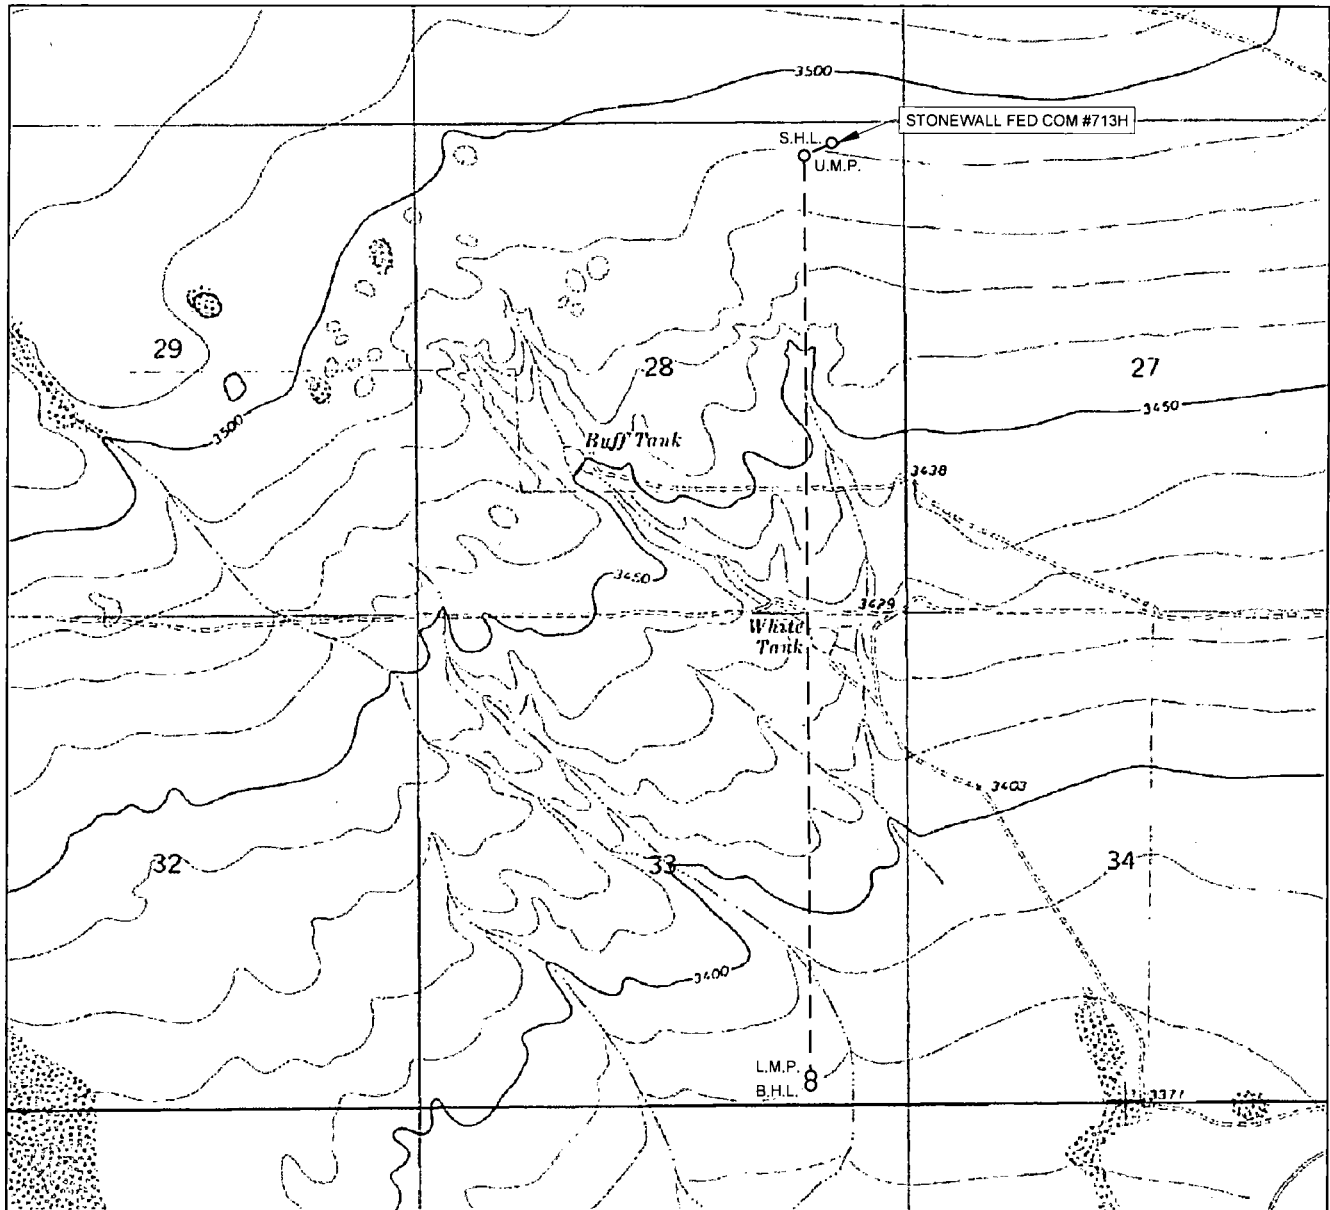 3500
STONEWALL FED COM #713H
S.H.L.
U.M.P.
29
28
27
3450
3500
Buff Tank
3438
3450
3429
White
Tank
3403
32
33
34
3400
L.M.P.
B.H.L.
3371